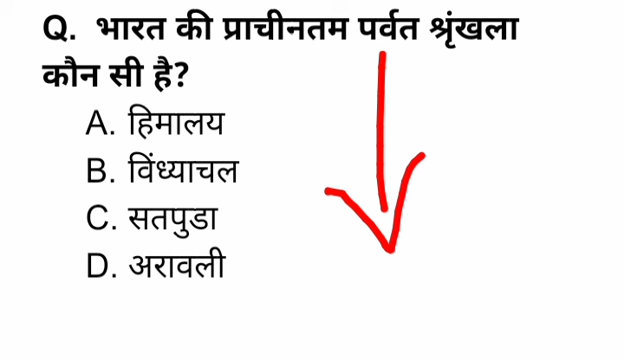 Q. भारत की प्राचीनतम पर्वत श्रृंखला
कौन सी है?
A. हिमालय
B. विंध्याचल
C. सतपुडा
D. अरावली